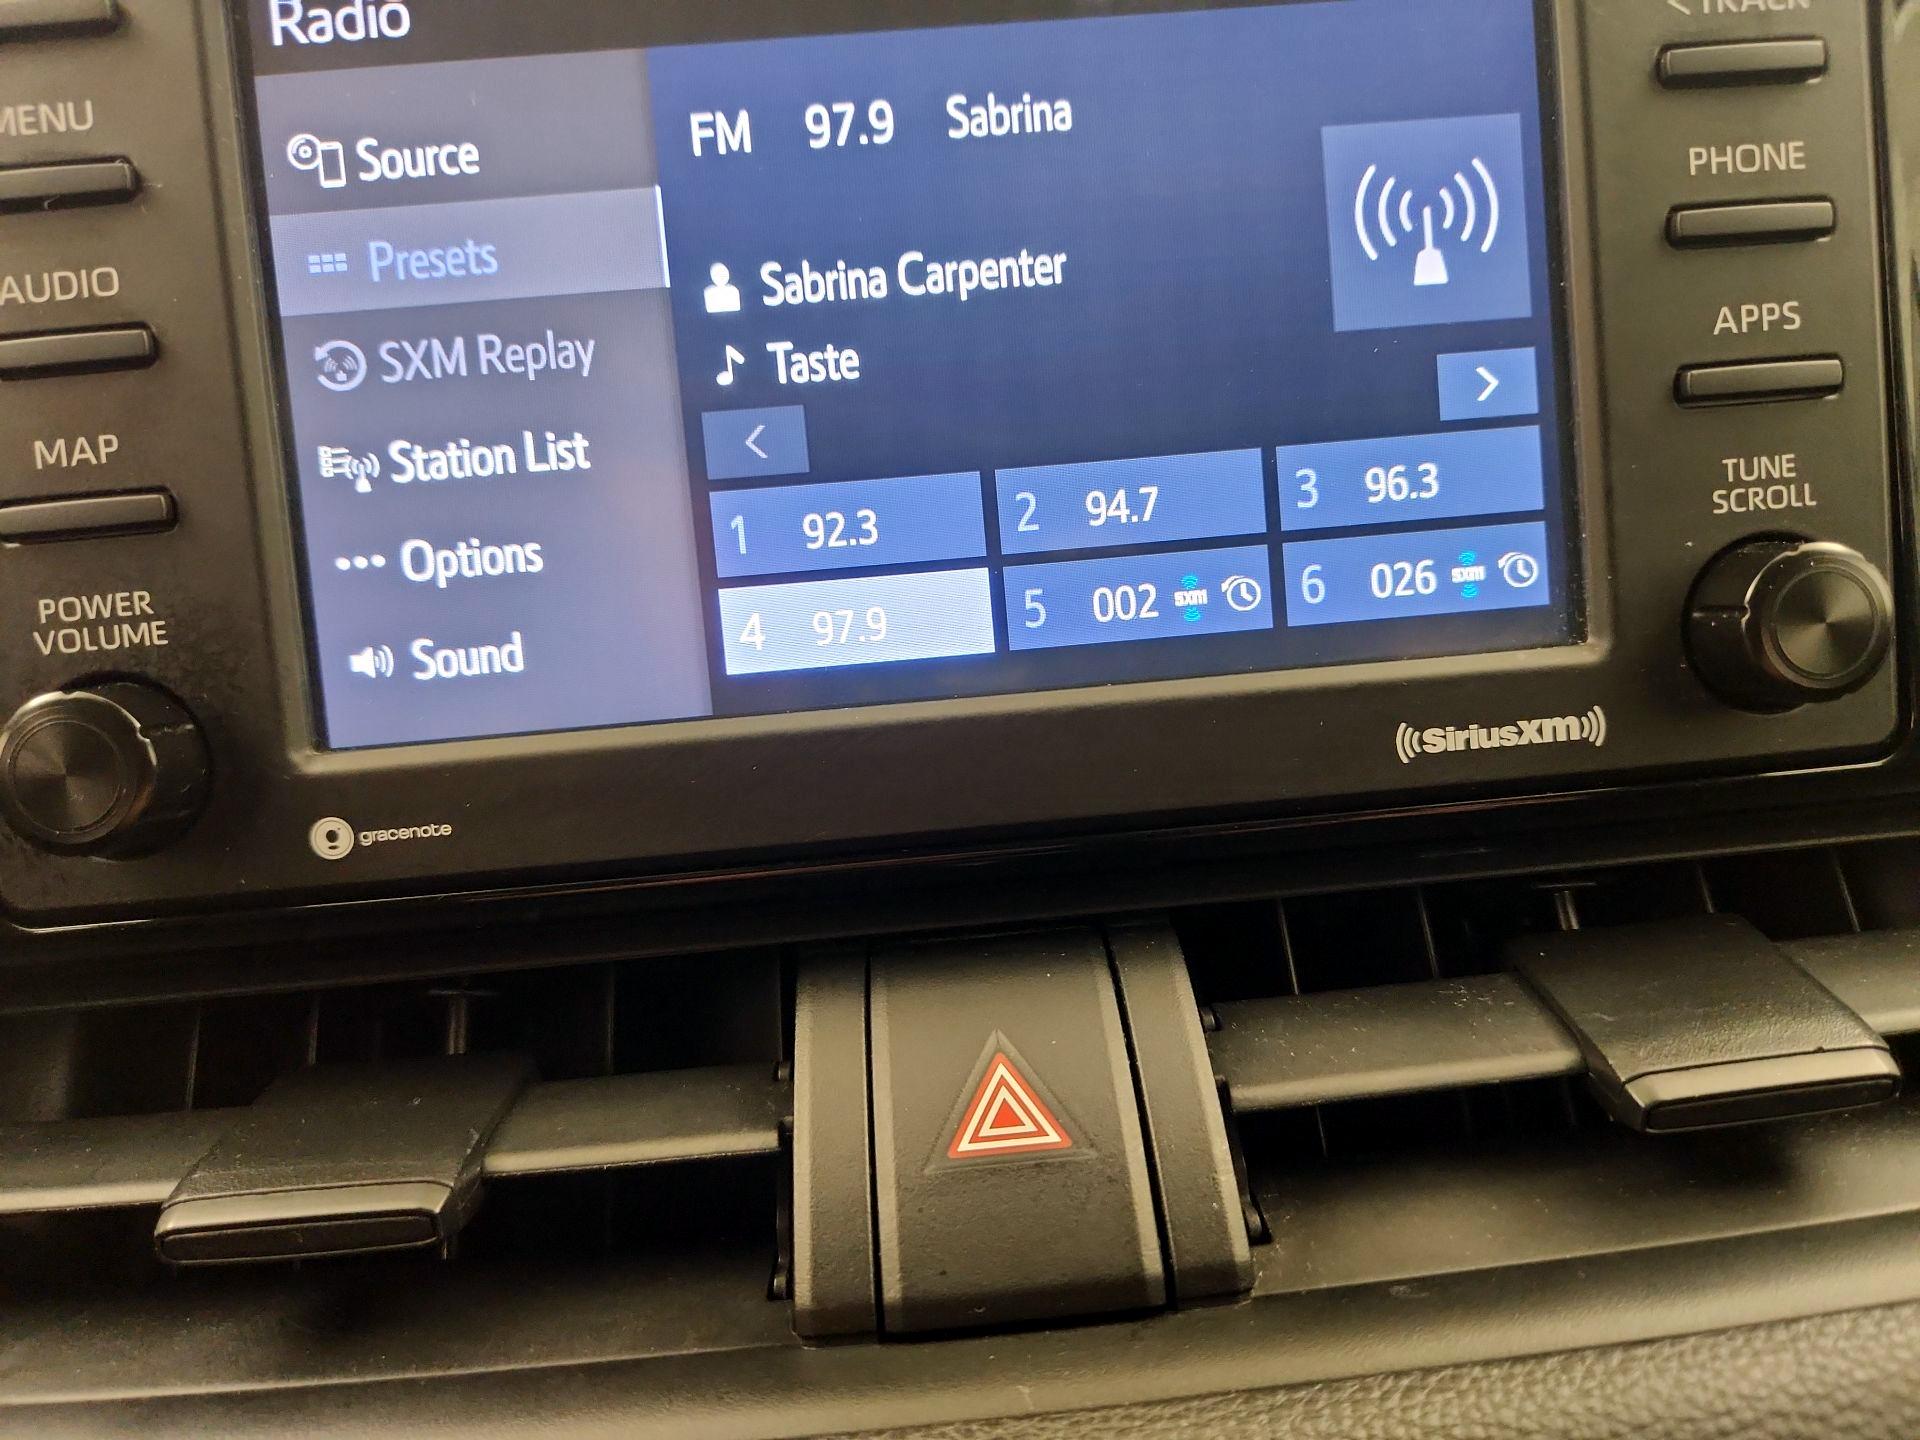 Radio
< TRACK
MENU
Source
FM 97.9 Sabrina
PHONE
Presets
AUDIO
Sabrina Carpenter
SXM Replay
Taste
APPS
<
>
MAP
Station List
1 92.3
2 94.7
3 96.3
TUNE
SCROLL
Options
4 97.9
5 002 SXM
6 026 SXM
POWER
VOLUME
Sound
((SiriusXM))
gracenote